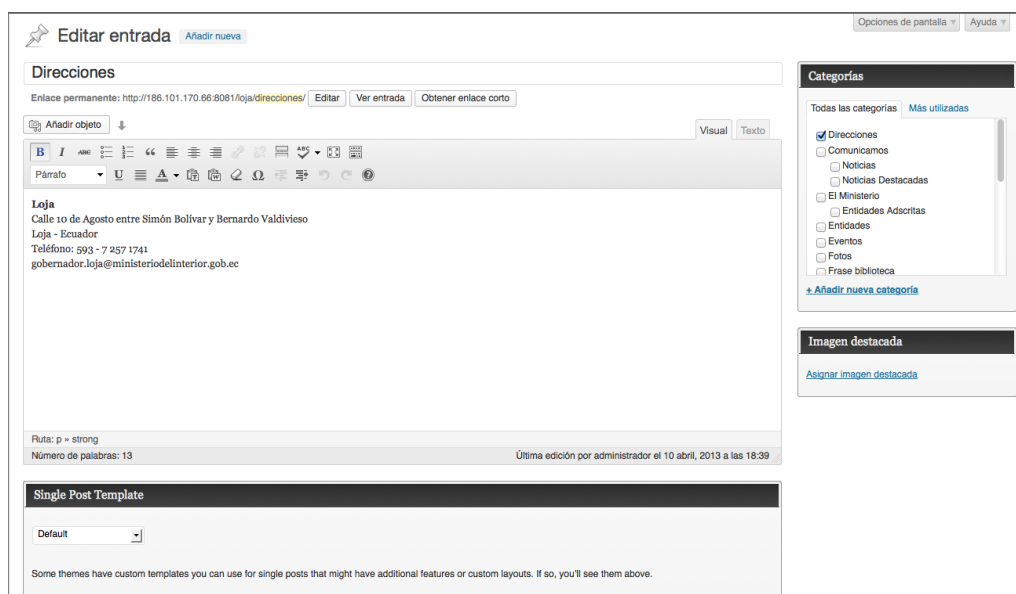 Opciones de pantalla Ayuda
Editar entrada Añadir nueva
Direcciones
Enlace permanente: http://186.101.170.66:8081/loja/direcciones/ Editar Ver entrada Obtener enlace corto
Añadir objeto
Visual Texto
B I ABC ABC
Párrafo U A Ω
Loja
Calle 10 de Agosto entre Simón Bolívar y Bernardo Valdivieso
Loja - Ecuador
Teléfono: 593 - 7 257 1741
gobernador.loja@ministeriodelinterior.gob.ec
Ruta: p » strong
Número de palabras: 13 Última edición por administrador el 10 abril, 2013 a las 18:39
Single Post Template
Default
Some themes have custom templates you can use for single posts that might have additional features or custom layouts. If so, you'll see them above.
Categorías
Todas las categorías Más utilizadas
Direcciones
Comunicamos
Noticias
Noticias Destacadas
El Ministerio
Entidades Adscritas
Entidades
Eventos
Fotos
Frase biblioteca
+ Añadir nueva categoría
Imagen destacada
Asignar imagen destacada